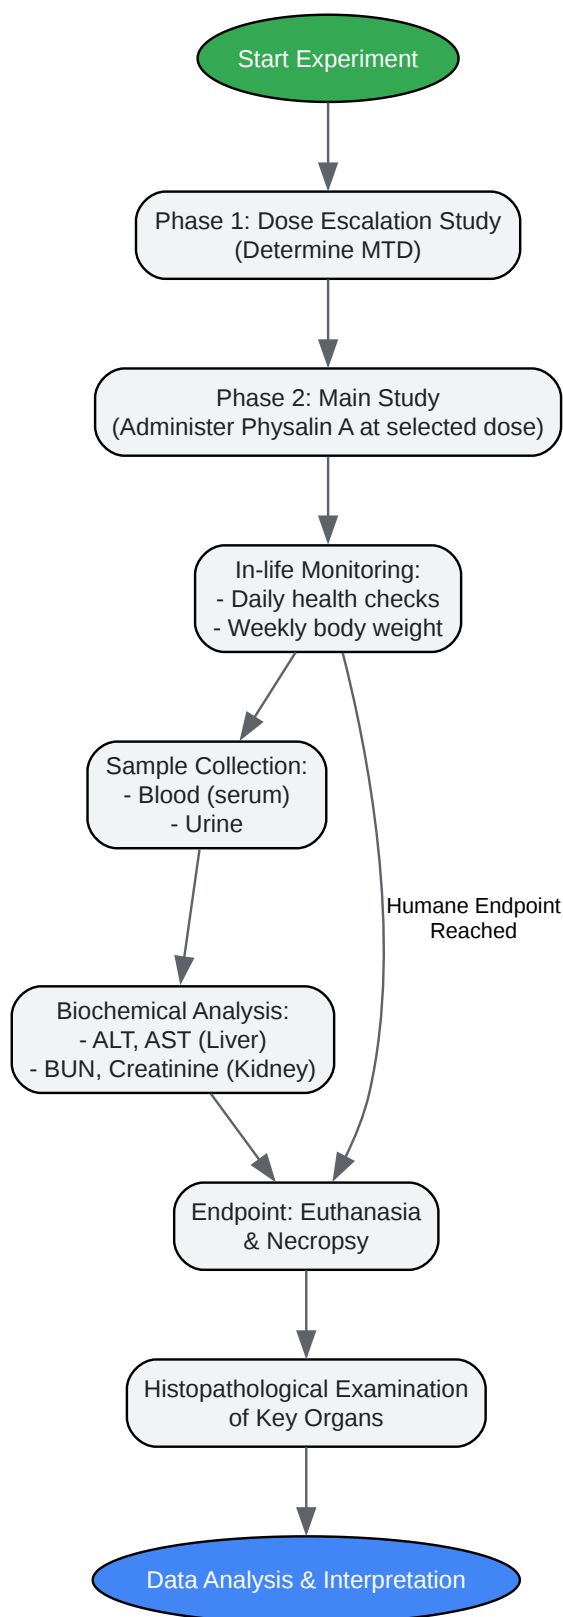 Start Experiment
Phase 1: Dose Escalation Study
(Determine MTD)
Phase 2: Main Study
(Administer Physalin A at selected dose)
In-life Monitoring:
- Daily health checks
- Weekly body weight
Sample Collection:
- Blood (serum)
- Urine
Humane Endpoint
Reached
Biochemical Analysis:
- ALT, AST (Liver)
- BUN, Creatinine (Kidney)
Endpoint: Euthanasia
& Necropsy
Histopathological Examination
of Key Organs
Data Analysis & Interpretation